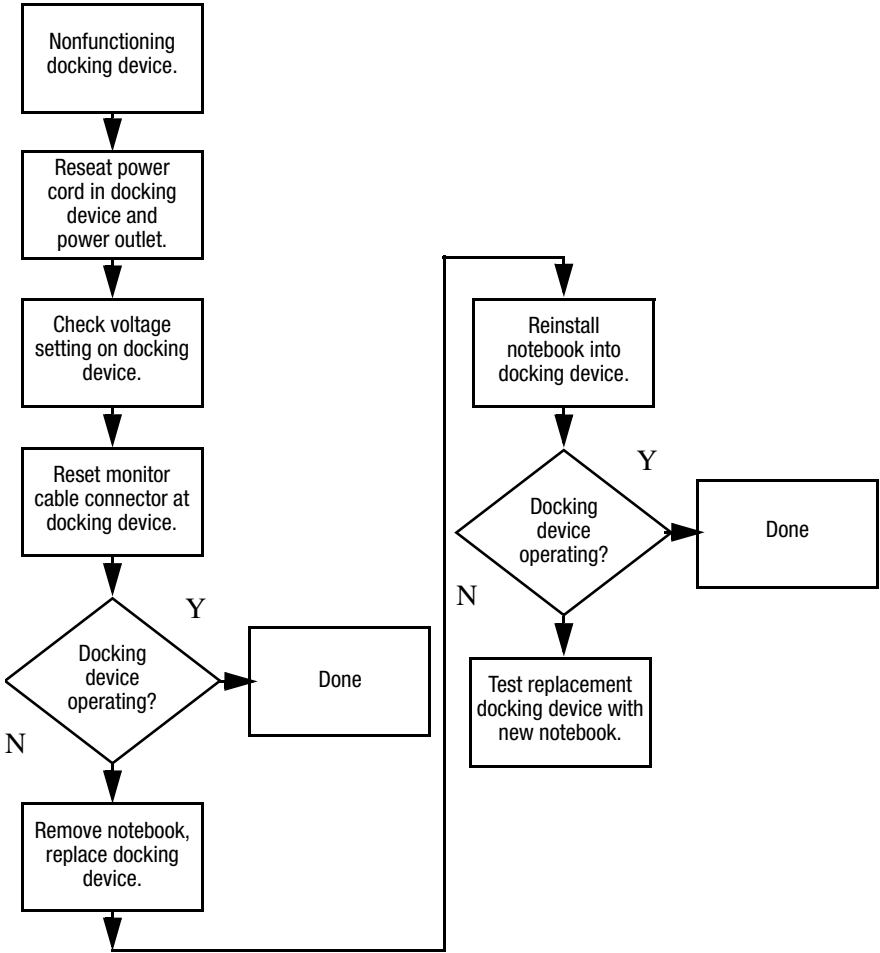 Nonfunctioning
docking device.
Reseat power
cord in docking
device and
power outlet.
Check voltage
setting on docking
device.
Reset monitor
cable connector at
docking device.
Docking
device
operating?
Y
N
Done
Remove notebook,
replace docking
device.
Reinstall
notebook into
docking device.
Docking
device
operating?
Y
N
Done
Test replacement
docking device with
new notebook.